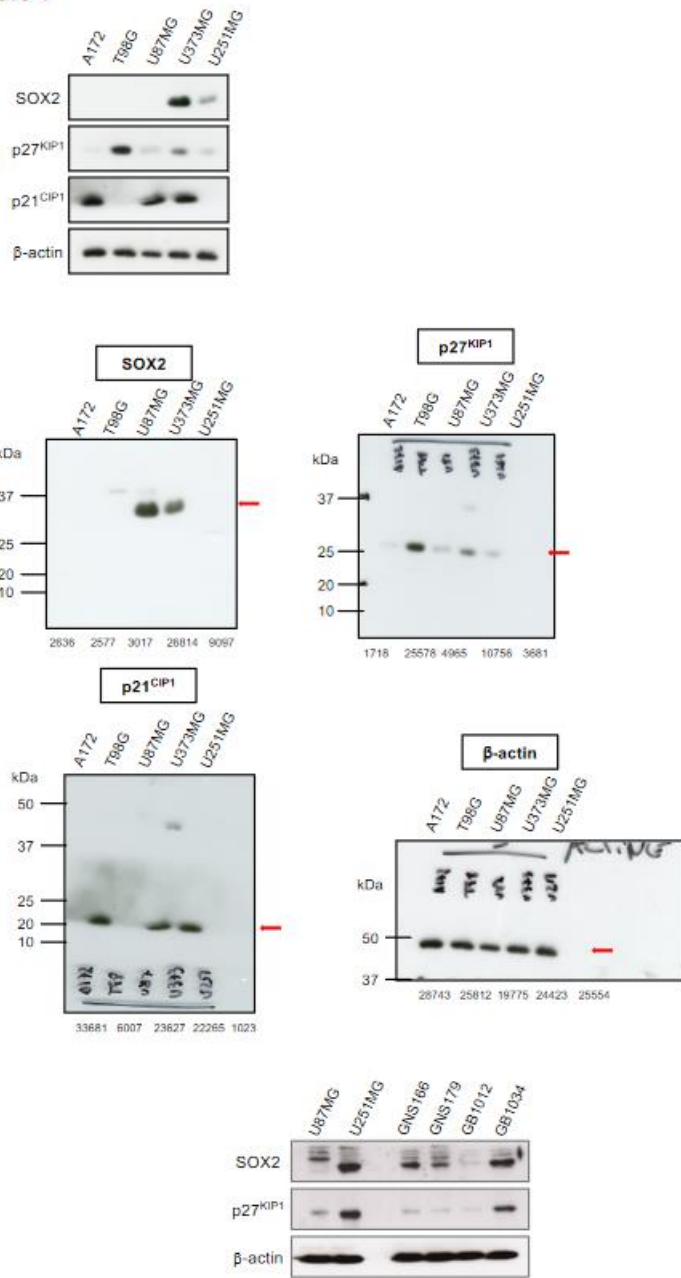 A172 T98G U87MG U373MG U251MG
SOX2
p27KIP1
p21CIP1
β-actin
SOX2
A172 T98G U87MG U373MG U251MG
kDa
37
25
20
10
2636 2577 3017 26814 9097
p27KIP1
A172 T98G U87MG U373MG U251MG
kDa
37
25
20
10
1718 25578 4965 10756 3681
p21CIP1
A172 T98G U87MG U373MG U251MG
kDa
50
37
25
20
10
33681 6007 23627 22265 1023
β-actin
A172 T98G U87MG U373MG U251MG
ACTINE
kDa
50
37
28743 25812 19775 24423 25554
U87MG U251MG GNS166 GNS179 GB1012 GB1034
SOX2
p27KIP1
β-actin